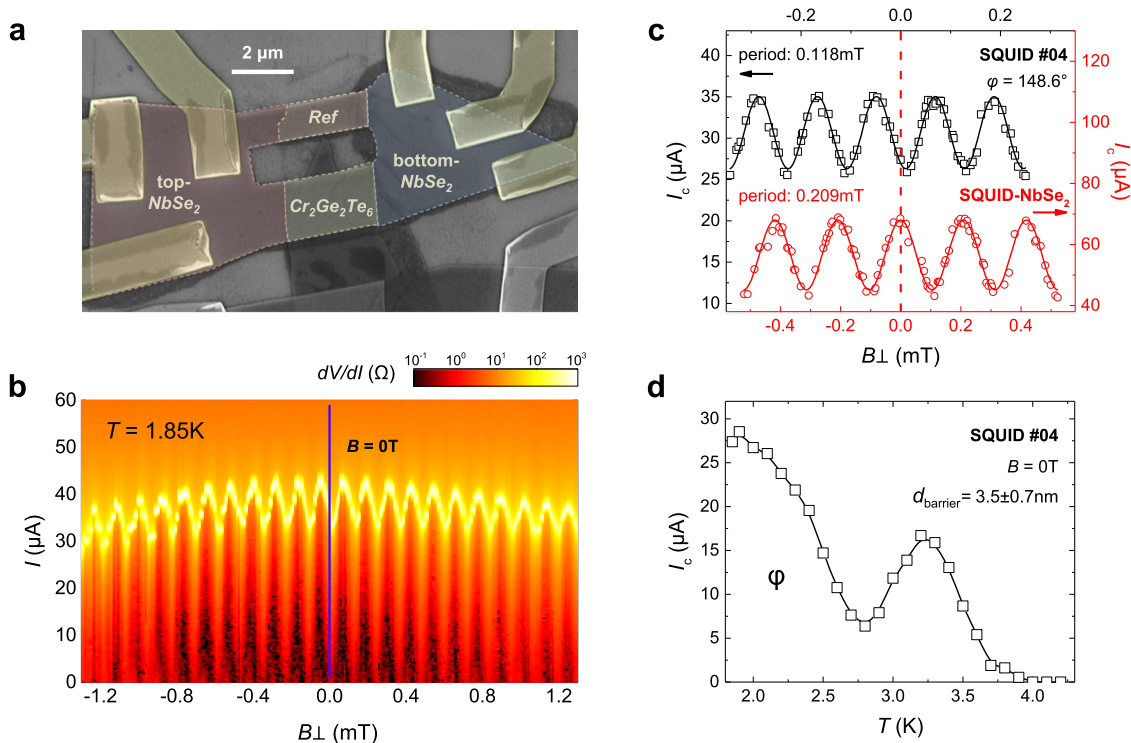 a
2 μm
Ref
top-
NbSe2
bottom-
NbSe2
Cr2Ge2Te6
b
dV/dI (Ω)
10-1 100 101 102 103
T = 1.85K
B = 0T
60
50
40
30
20
10
0
I (μA)
-1.2 -0.8 -0.4 0.0 0.4 0.8 1.2
B⊥ (mT)
c
-0.2 0.0 0.2
period: 0.118mT
SQUID #04
φ = 148.6°
period: 0.209mT
SQUID-NbSe2
40
35
30
25
20
15
10
Ic (μA)
120
100
80
60
40
Ic (μA)
-0.4 -0.2 0.0 0.2 0.4
B⊥ (mT)
d
SQUID #04
B = 0T
dbarrier= 3.5±0.7nm
φ
30
25
20
15
10
5
0
Ic (μA)
2.0 2.5 3.0 3.5 4.0
T (K)